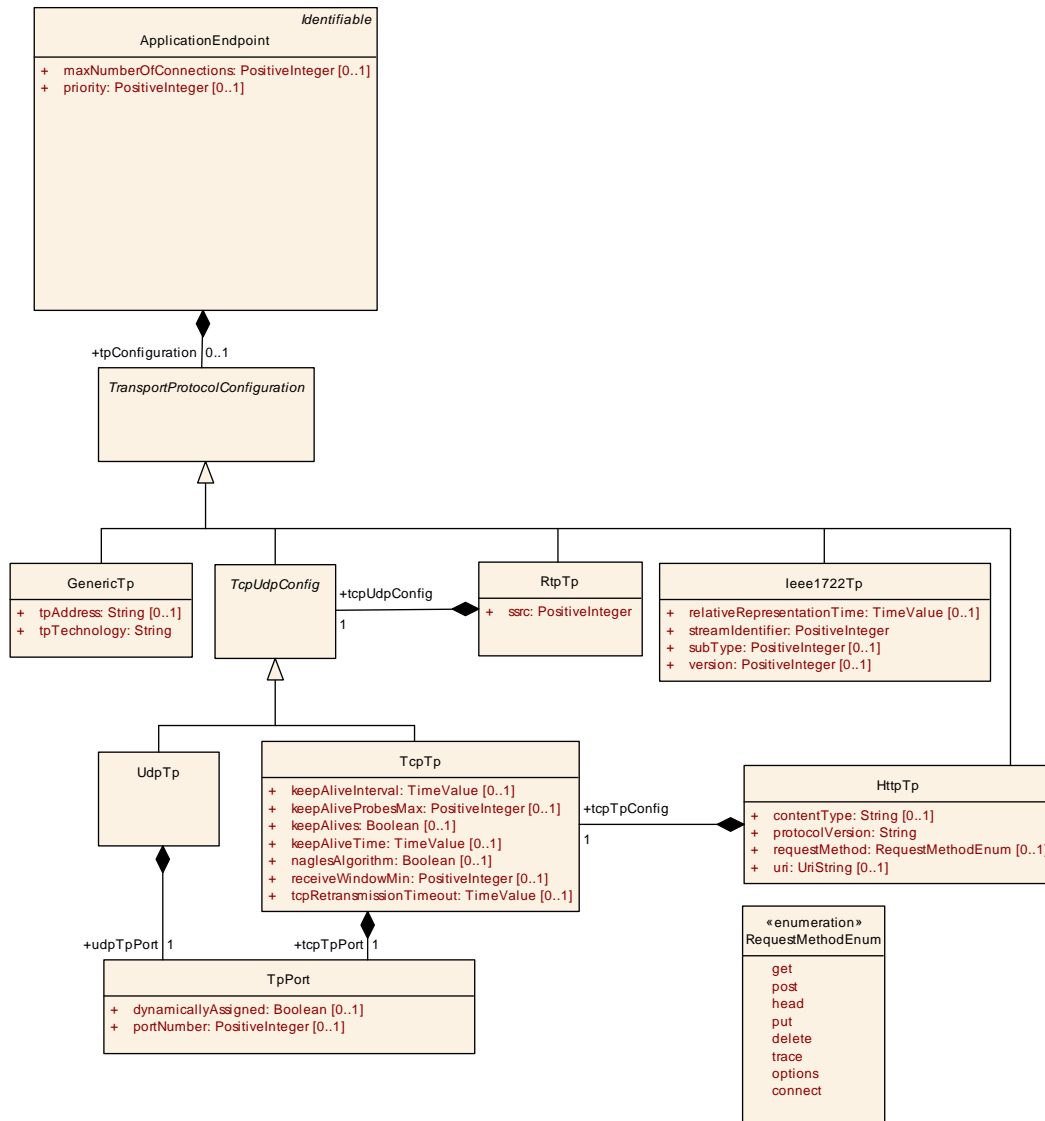 Identifiable
ApplicationEndpoint
+ maxNumberOfConnections: PositiveInteger [0..1]
+ priority: PositiveInteger [0..1]
+tpConfiguration 0..1
TransportProtocolConfiguration
GenericTp
+ tpAddress: String [0..1]
+ tpTechnology: String
TcpUdpConfig
+tcpUdpConfig
1
RtpTp
+ ssrc: PositiveInteger
Ieee1722Tp
+ relativeRepresentationTime: TimeValue [0..1]
+ streamIdentifier: PositiveInteger
+ subType: PositiveInteger [0..1]
+ version: PositiveInteger [0..1]
UdpTp
TcpTp
+ keepAliveInterval: TimeValue [0..1]
+ keepAliveProbesMax: PositiveInteger [0..1]
+ keepAlives: Boolean [0..1]
+ keepAliveTime: TimeValue [0..1]
+ naglesAlgorithm: Boolean [0..1]
+ receiveWindowMin: PositiveInteger [0..1]
+ tcpRetransmissionTimeout: TimeValue [0..1]
+tcpTpConfig
1
HttpTp
+ contentType: String [0..1]
+ protocolVersion: String
+ requestMethod: RequestMethodEnum [0..1]
+ uri: UriString [0..1]
+udpTpPort 1
+tcpTpPort 1
TpPort
+ dynamicallyAssigned: Boolean [0..1]
+ portNumber: PositiveInteger [0..1]
«enumeration»
RequestMethodEnum
get
post
head
put
delete
trace
options
connect